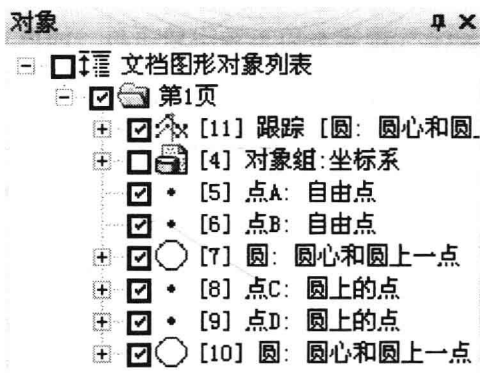 对象
文档图形对象列表
第1页
[11] 跟踪 [圆: 圆心和圆
[4] 对象组:坐标系
[5] 点A: 自由点
[6] 点B: 自由点
[7] 圆: 圆心和圆上一点
[8] 点C: 圆上的点
[9] 点D: 圆上的点
[10] 圆: 圆心和圆上一点